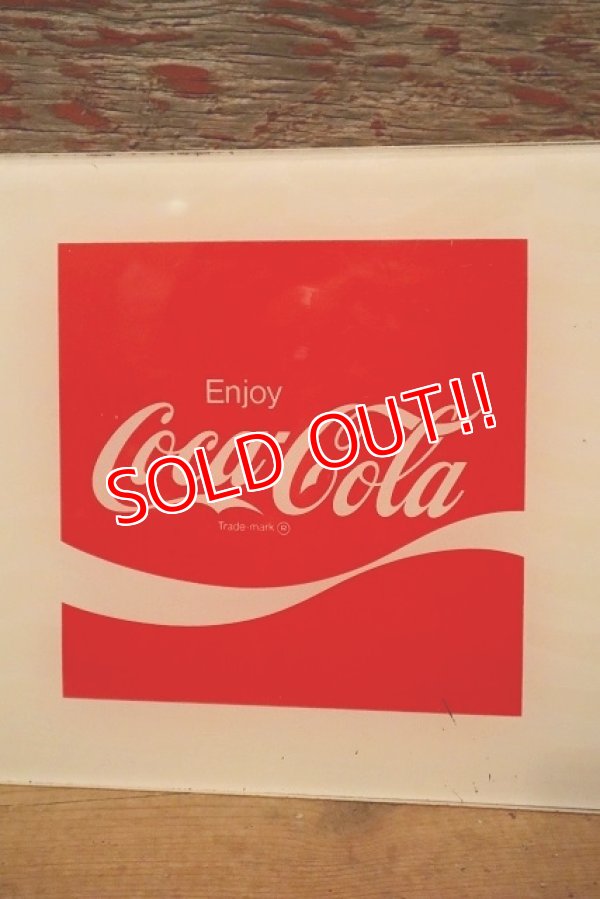 Enjoy
Coca-Cola
SOLD OUT!!
Trade-mark ®